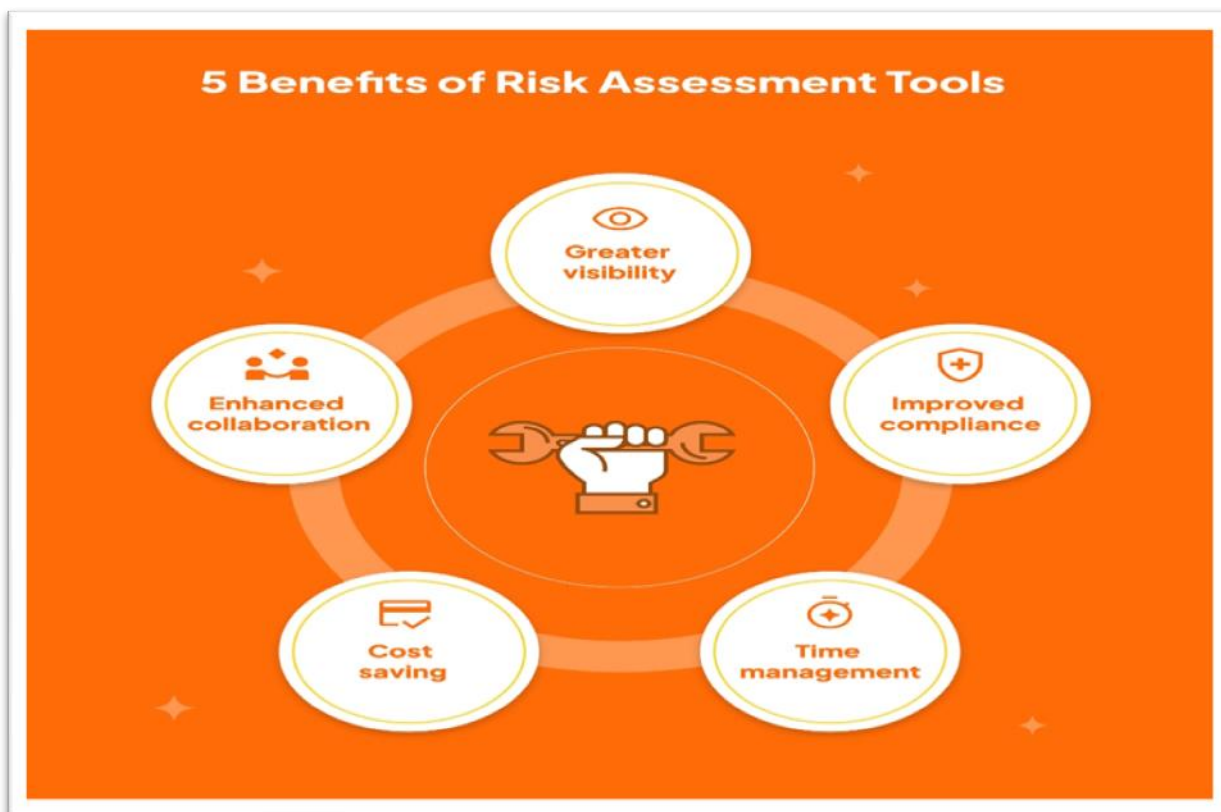 5 Benefits of Risk Assessment Tools
Greater
visibility
Enhanced
collaboration
Improved
compliance
Cost
saving
Time
management